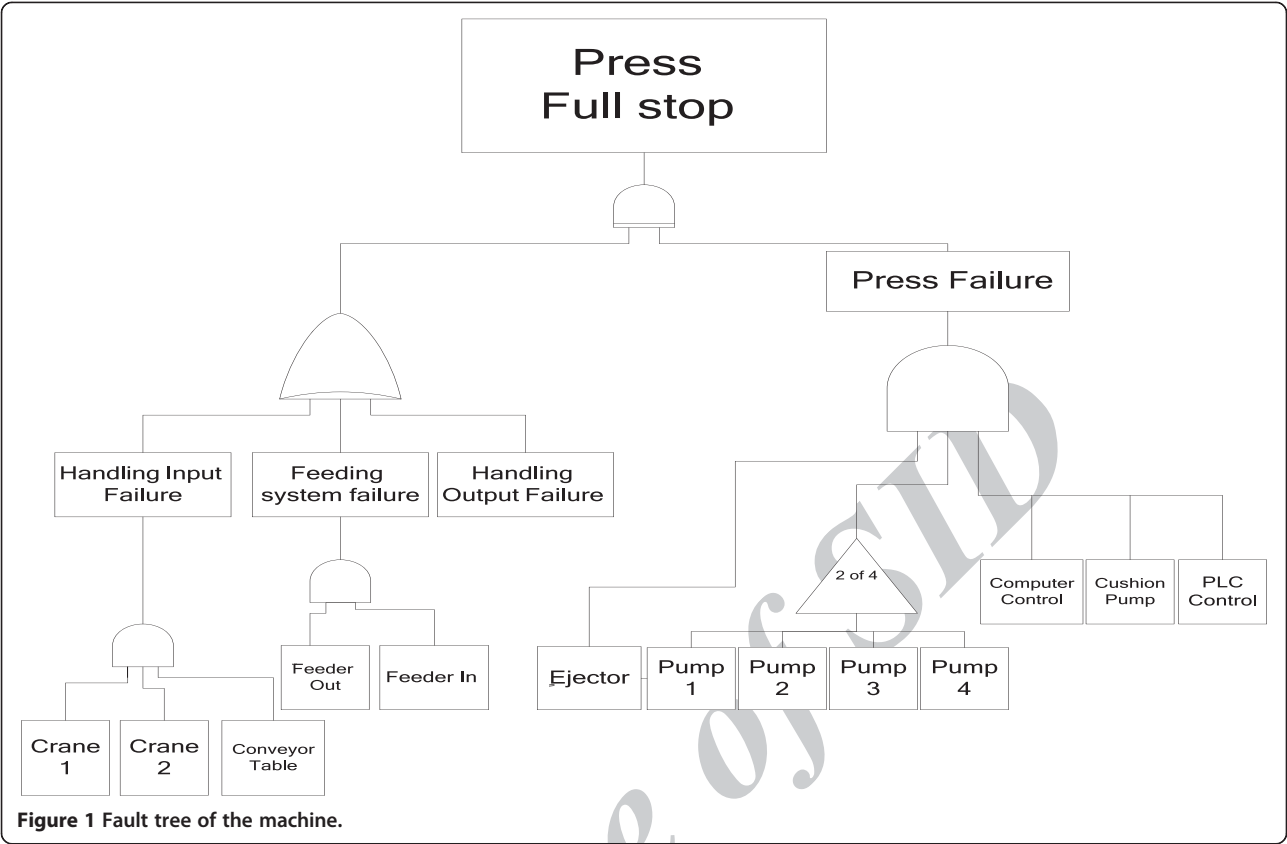 Press
Full stop
Press Failure
Handling Input
Failure
Feeding
system failure
Handling
Output Failure
2 of 4
Computer
Control
Cushion
Pump
PLC
Control
Feeder
Out
Feeder In
Ejector
Pump
1
Pump
2
Pump
3
Pump
4
Crane
1
Crane
2
Conveyor
Table
e of SID
Figure 1 Fault tree of the machine.